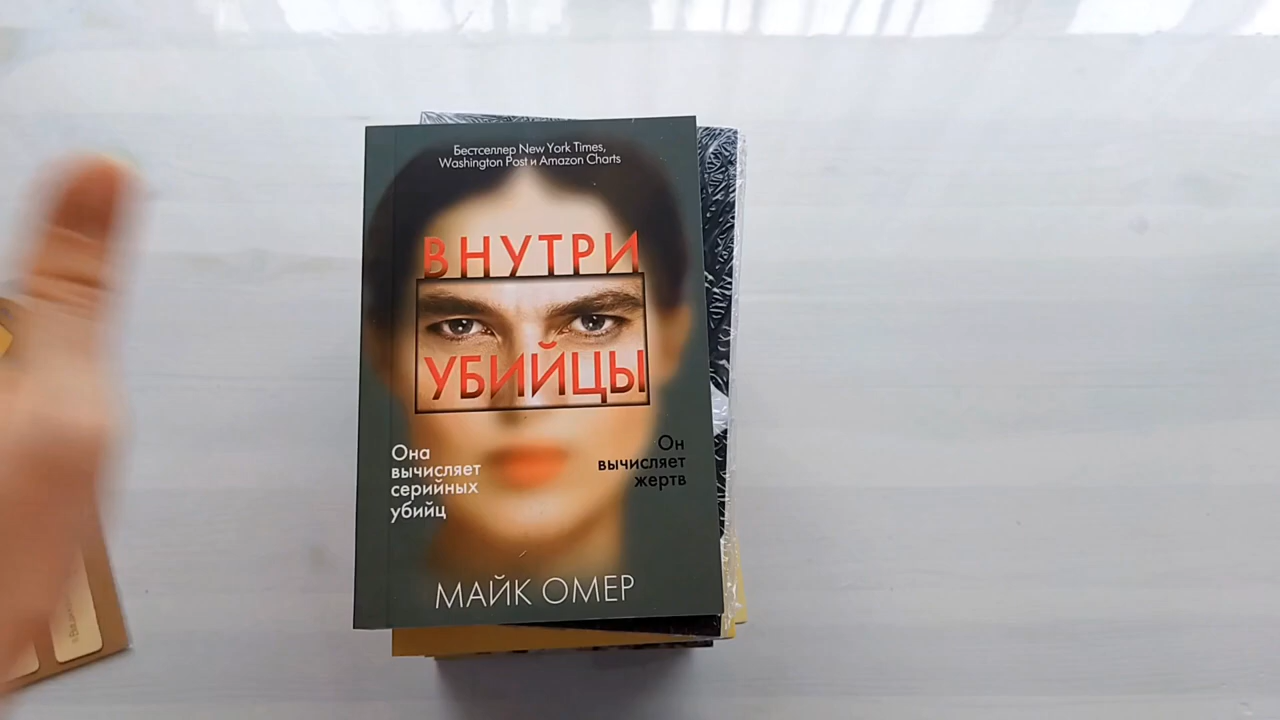 Бестселлер New York Times,
Washington Post и Amazon Charts
ВНУТРИ
УБИЙЦЫ
Она
вычисляет
серийных
убийц
Он
вычисляет
жертв
МАЙК ОМЕР